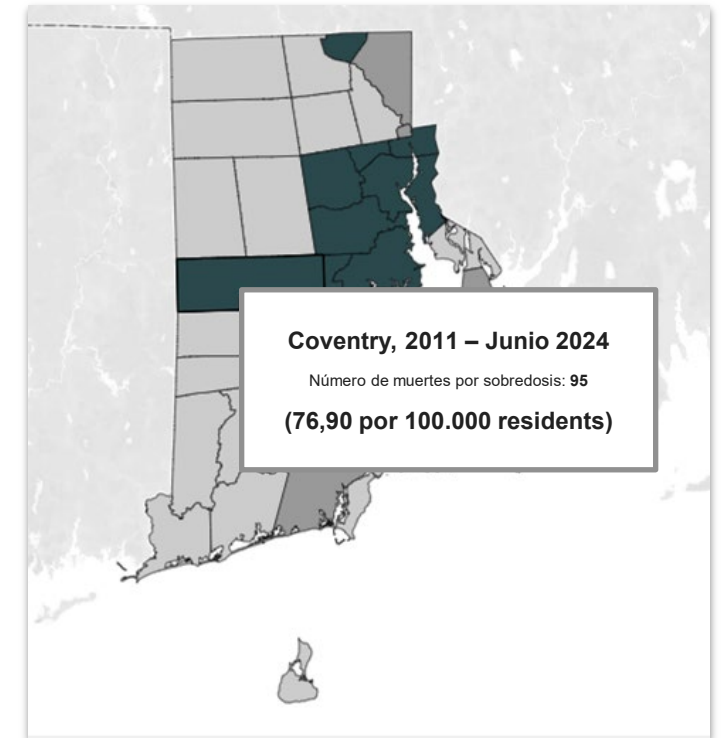 Coventry, 2011 – Junio 2024
Número de muertes por sobredosis: 95
(76,90 por 100.000 residents)